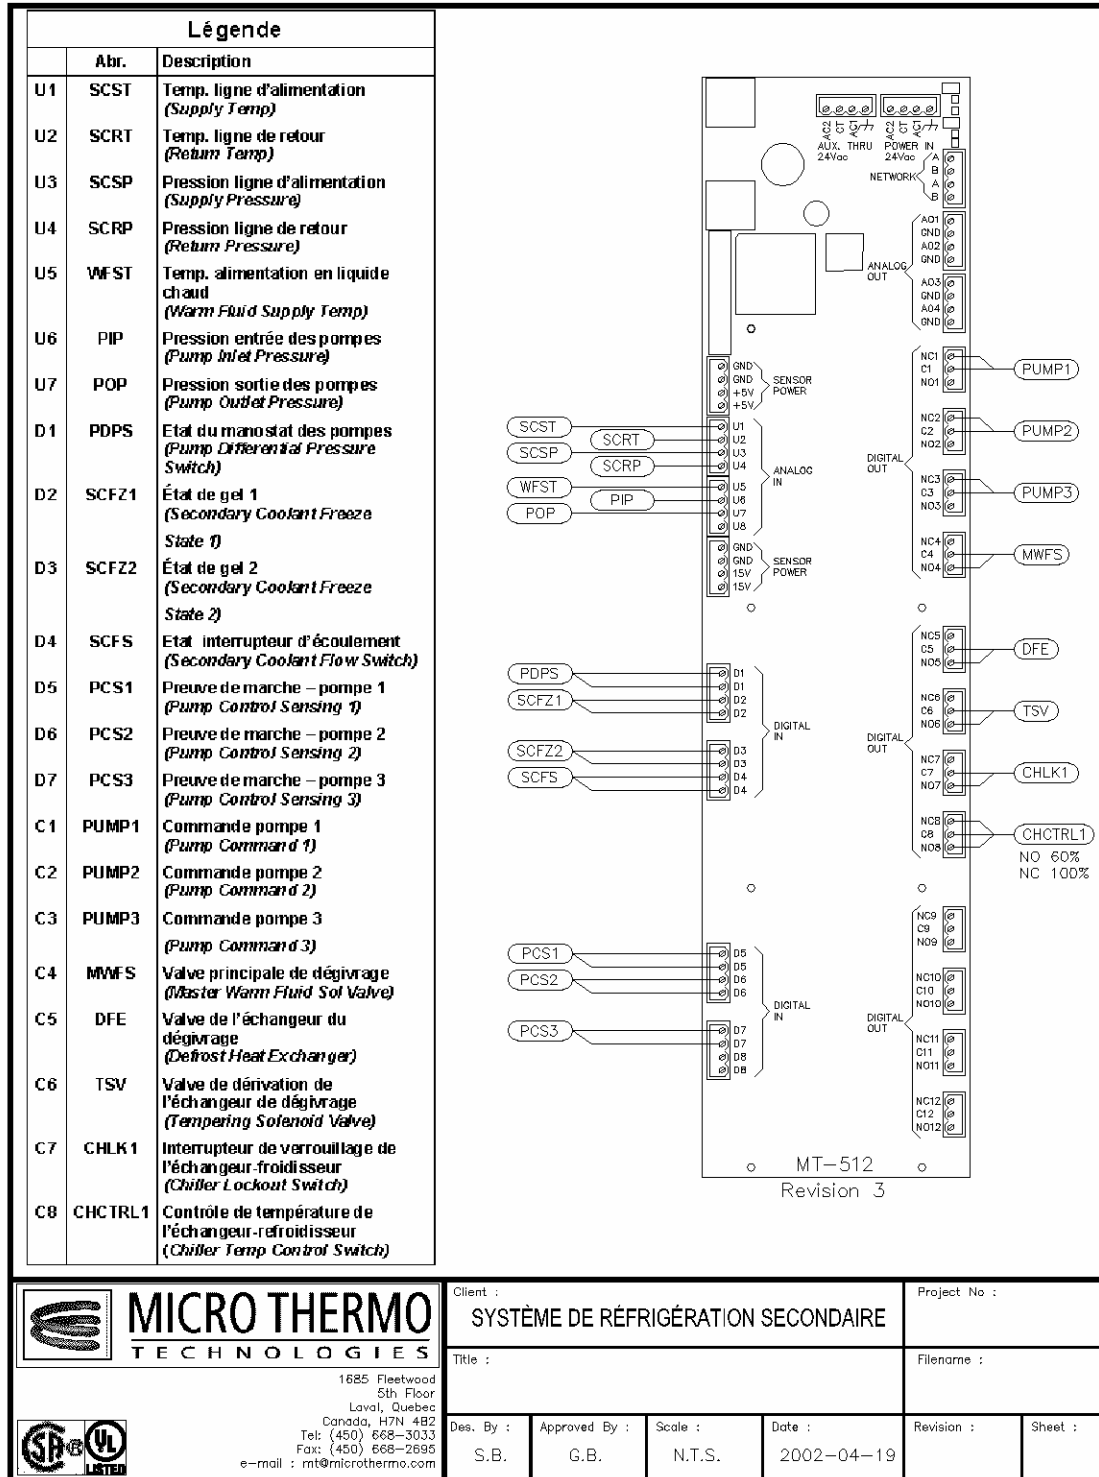 Légende
Abr. Description
U1 SCST Temp. ligne d'alimentation
(Supply Temp)
U2 SCRT Temp. ligne de retour
(Return Temp)
U3 SCSP Pression ligne d'alimentation
(Supply Pressure)
U4 SCRP Pression ligne de retour
(Return Pressure)
U5 WFST Temp. alimentation en liquide
chaud
(Warm Fluid Supply Temp)
U6 PIP Pression entrée des pompes
(Pump Inlet Pressure)
U7 POP Pression sortie des pompes
(Pump Outlet Pressure)
D1 PDPS Etat du manostat des pompes
(Pump Differential Pressure
Switch)
D2 SCFZ1 État de gel 1
(Secondary Coolant Freeze
State 1)
D3 SCFZ2 État de gel 2
(Secondary Coolant Freeze
State 2)
D4 SCFS Etat interrupteur d'écoulement
(Secondary Coolant Flow Switch)
D5 PCS1 Preuve de marche – pompe 1
(Pump Control Sensing 1)
D6 PCS2 Preuve de marche – pompe 2
(Pump Control Sensing 2)
D7 PCS3 Preuve de marche – pompe 3
(Pump Control Sensing 3)
C1 PUMP1 Commande pompe 1
(Pump Command 1)
C2 PUMP2 Commande pompe 2
(Pump Command 2)
C3 PUMP3 Commande pompe 3
(Pump Command 3)
C4 MWFS Valve principale de dégivrage
(Master Warm Fluid Sol Valve)
C5 DFE Valve de l'échangeur du
dégivrage
(Defrost Heat Exchanger)
C6 TSV Valve de dérivation de
l'échangeur de dégivrage
(Tempering Solenoid Valve)
C7 CHLK1 Interrupteur de verrouillage de
l'échangeur-froidisseur
(Chiller Lockout Switch)
C8 CHCTRL1 Contrôle de température de
l'échangeur-refroidisseur
(Chiller Temp Control Switch)
AC2 CT AC1 AC2 CT AC1
AUX. THRU POWER IN
24Vac 24Vac
NETWORK
A
B
A
B
ANALOG
OUT
AO1
GND
AO2
GND
AO3
GND
AO4
GND
DIGITAL
OUT
NC1
C1
NO1
PUMP1
NC2
C2
NO2
PUMP2
NC3
C3
NO3
PUMP3
NC4
C4
NO4
MWFS
GND
GND
+5V
+5V
SENSOR
POWER
SCST
SCRT
SCSP
SCRP
WFST
PIP
POP
U1
U2
U3
U4
U5
U6
U7
U8
ANALOG
IN
GND
GND
15V
15V
SENSOR
POWER
DIGITAL
OUT
NC5
C5
NO5
DFE
NC6
C6
NO6
TSV
NC7
C7
NO7
CHLK1
NC8
C8
NO8
CHCTRL1
NO 60%
NC 100%
PDPS
SCFZ1
SCFZ2
SCFS
D1
D1
D2
D2
D3
D3
D4
D4
DIGITAL
IN
PCS1
PCS2
PCS3
D5
D5
D6
D6
D7
D7
D8
D8
DIGITAL
IN
DIGITAL
OUT
NC9
C9
NO9
NC10
C10
NO10
NC11
C11
NO11
NC12
C12
NO12
MT-512
Revision 3
MICRO THERMO
TECHNOLOGIES
1685 Fleetwood
5th Floor
Laval, Quebec
Canada, H7N 4B2
Tel: (450) 668-3033
Fax: (450) 668-2695
e-mail : mt@microthermo.com
SA ® UL
LISTED
Client :
SYSTÈME DE RÉFRIGÉRATION SECONDAIRE
Project No :
Title :
Filename :
Des. By :
S.B.
Approved By :
G.B.
Scale :
N.T.S.
Date :
2002-04-19
Revision :
Sheet :